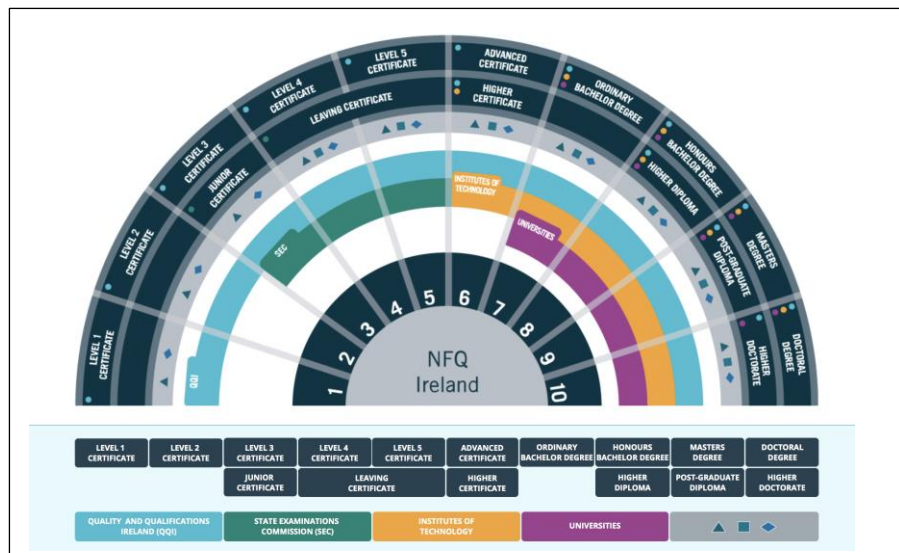 LEVEL 1
CERTIFICATE
LEVEL 2
CERTIFICATE
LEVEL 3
CERTIFICATE
JUNIOR
CERTIFICATE
LEVEL 4
CERTIFICATE
LEVEL 5
CERTIFICATE
LEAVING CERTIFICATE
ADVANCED
CERTIFICATE
HIGHER
CERTIFICATE
ORDINARY
BACHELOR DEGREE
HONOURS
BACHELOR DEGREE
HIGHER DIPLOMA
MASTERS
DEGREE
POST-GRADUATE
DIPLOMA
DOCTORAL
DEGREE
HIGHER
DOCTORATE
QQI
SEC
INSTITUTES OF
TECHNOLOGY
UNIVERSITIES
1
2
3
4
5
6
7
8
9
10
NFQ
Ireland
LEVEL 1
CERTIFICATE
LEVEL 2
CERTIFICATE
LEVEL 3
CERTIFICATE
LEVEL 4
CERTIFICATE
LEVEL 5
CERTIFICATE
ADVANCED
CERTIFICATE
ORDINARY
BACHELOR DEGREE
HONOURS
BACHELOR DEGREE
MASTERS
DEGREE
DOCTORAL
DEGREE
JUNIOR
CERTIFICATE
LEAVING
CERTIFICATE
HIGHER
CERTIFICATE
HIGHER
DIPLOMA
POST-GRADUATE
DIPLOMA
HIGHER
DOCTORATE
QUALITY AND QUALIFICATIONS
IRELAND (QQI)
STATE EXAMINATIONS
COMMISSION (SEC)
INSTITUTES OF
TECHNOLOGY
UNIVERSITIES